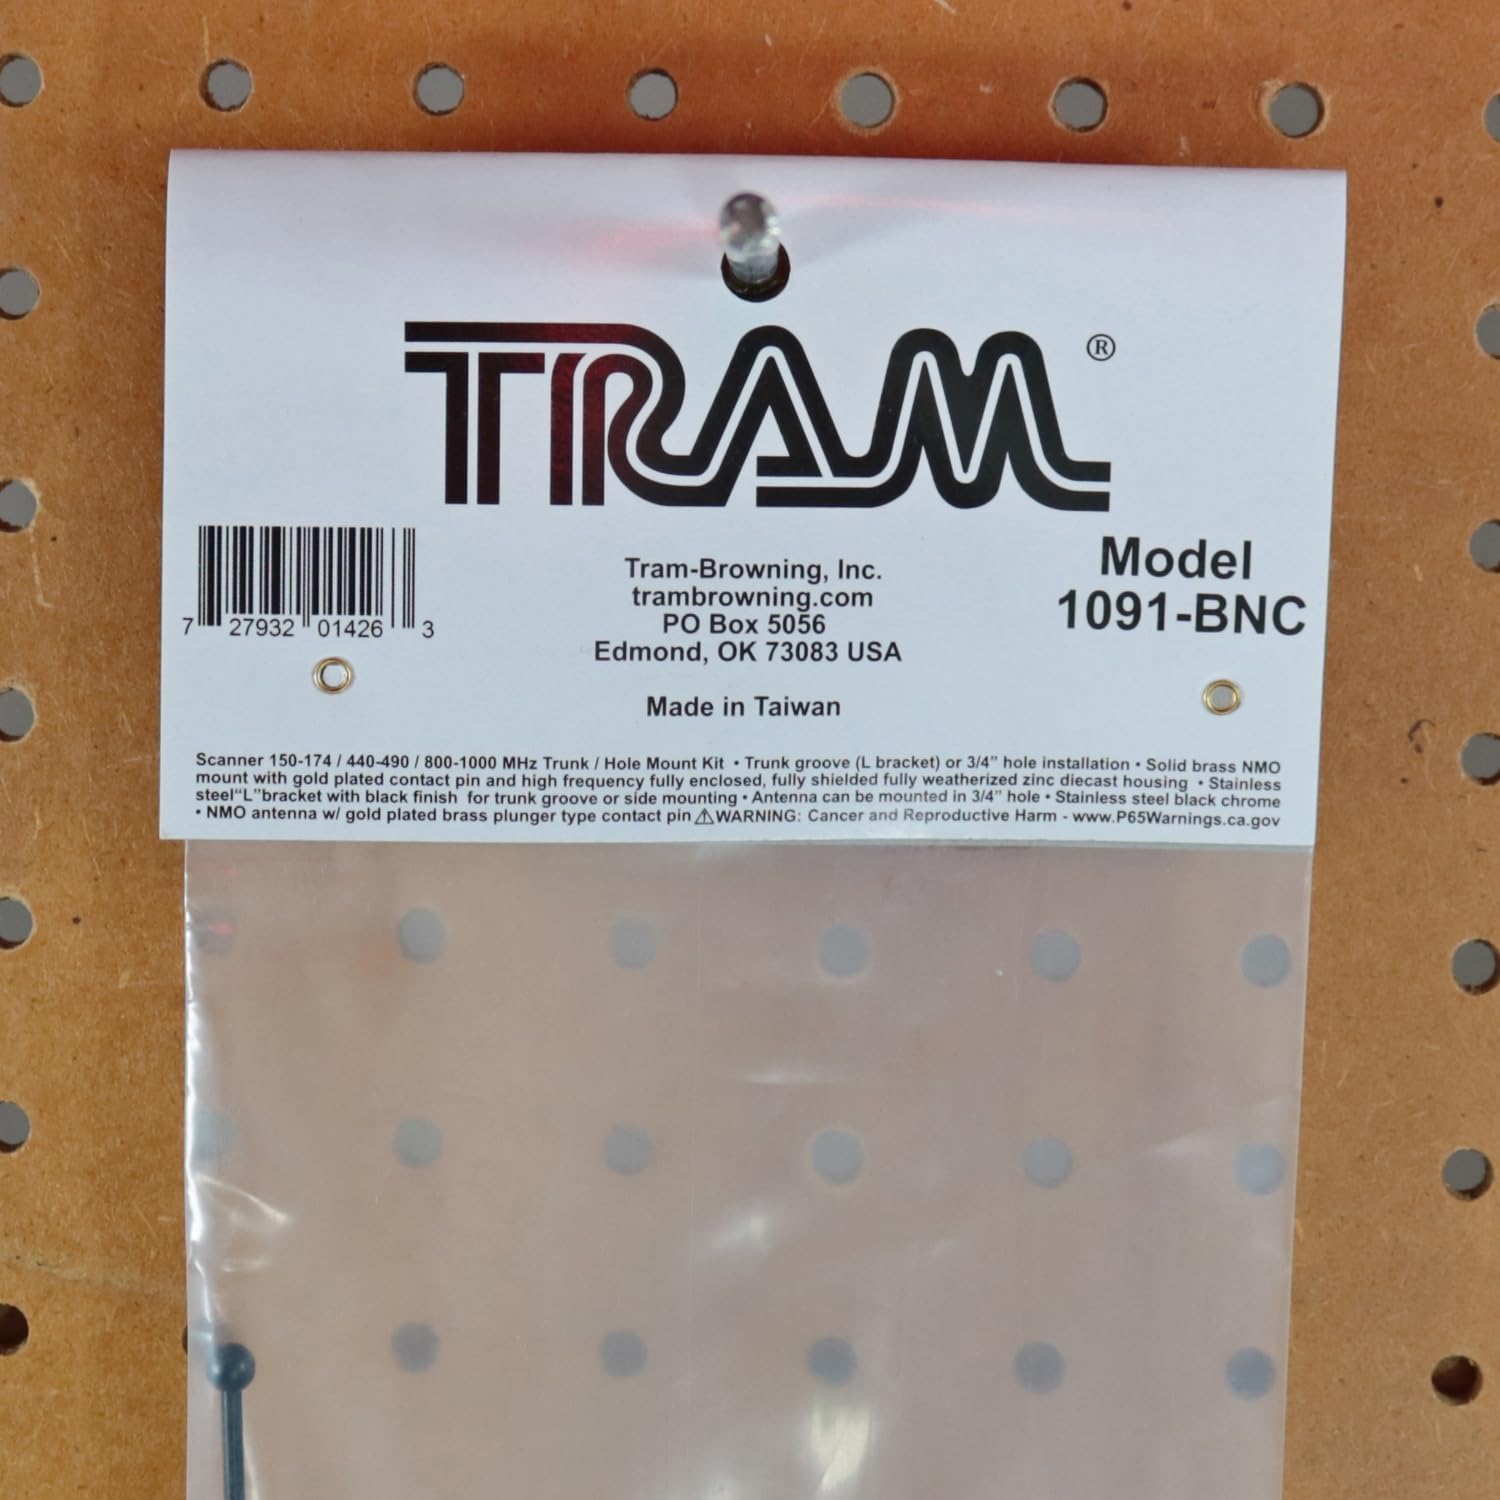 TRAM®
Model
1091-BNC
7 27932 01426 3
Tram-Browning, Inc.
trambrowning.com
PO Box 5056
Edmond, OK 73083 USA
Made in Taiwan
Scanner 150-174 / 440-490 / 800-1000 MHz Trunk / Hole Mount Kit • Trunk groove (L bracket) or 3/4" hole installation • Solid brass NMO
mount with gold plated contact pin and high frequency fully enclosed, fully shielded fully weatherized zinc diecast housing • Stainless
steel"L"bracket with black finish for trunk groove or side mounting • Antenna can be mounted in 3/4" hole • Stainless steel black chrome
• NMO antenna w/ gold plated brass plunger type contact pin ⚠WARNING: Cancer and Reproductive Harm - www.P65Warnings.ca.gov